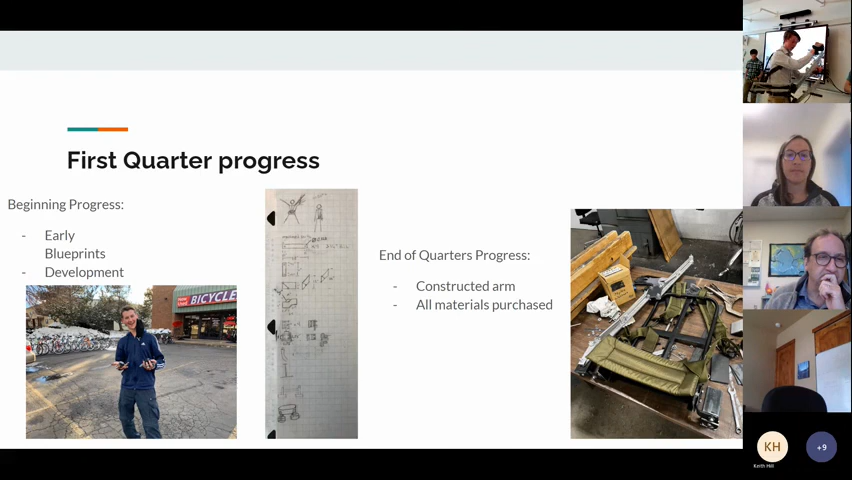 First Quarter progress
Beginning Progress:
- Early
Blueprints
- Development
End of Quarters Progress:
- Constructed arm
- All materials purchased
BICYCLE
KH
+9
Keith Hill